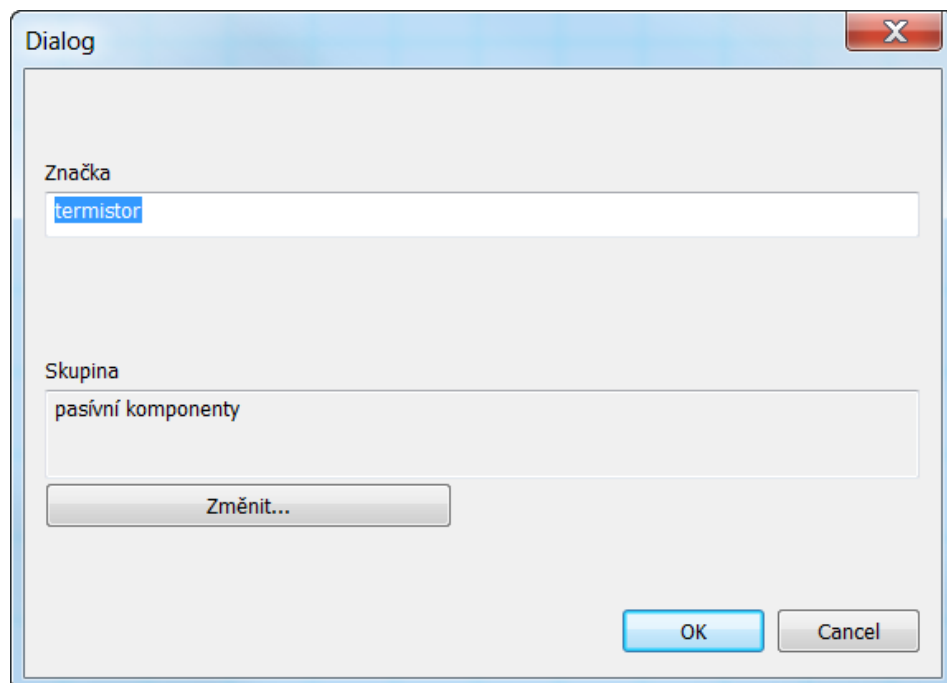 Dialog
Značka
termistor
Skupina
pasívní komponenty
Změnit...
OK
Cancel